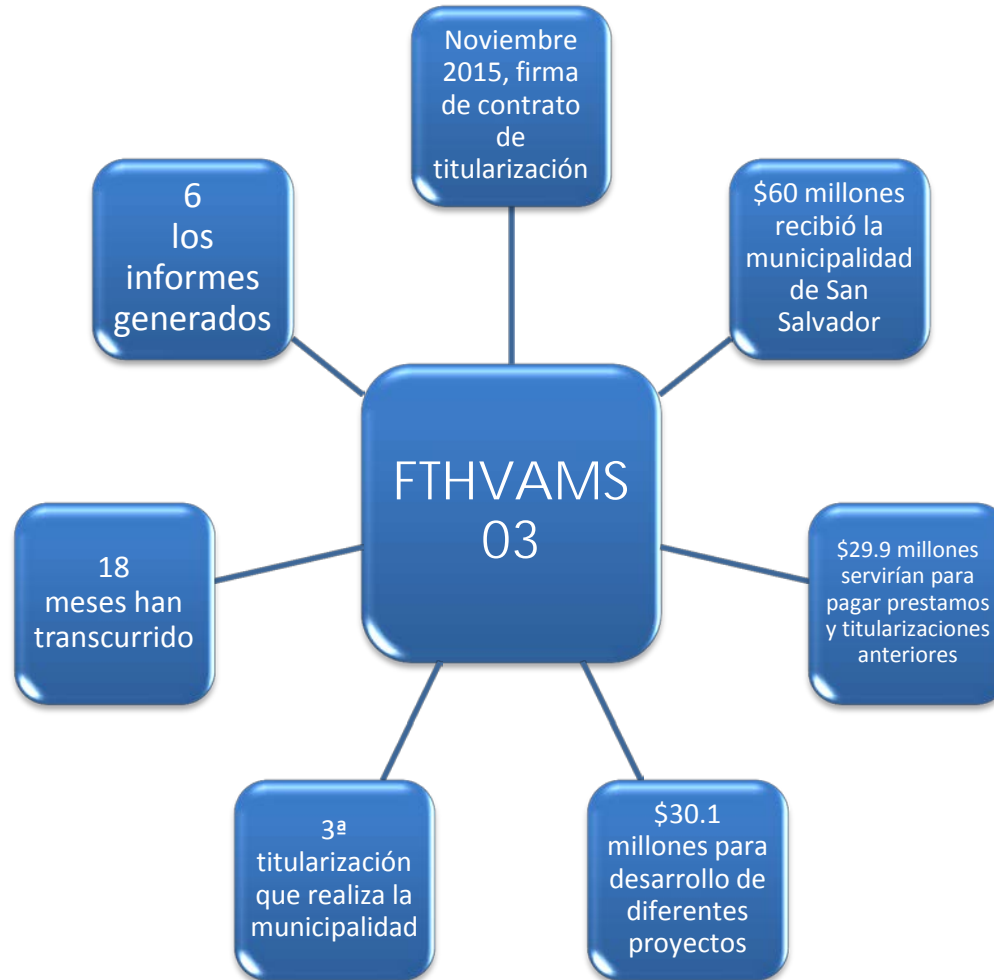 Noviembre
2015, firma
de contrato
de
titularización
$60 millones
recibió la
municipalidad
de San
Salvador
$29.9 millones
servirían para
pagar prestamos
y titularizaciones
anteriores
$30.1
millones para
desarrollo de
diferentes
proyectos
3ª
titularización
que realiza la
municipalidad
18
meses han
transcurrido
6
los
informes
generados
FTHVAMS
03